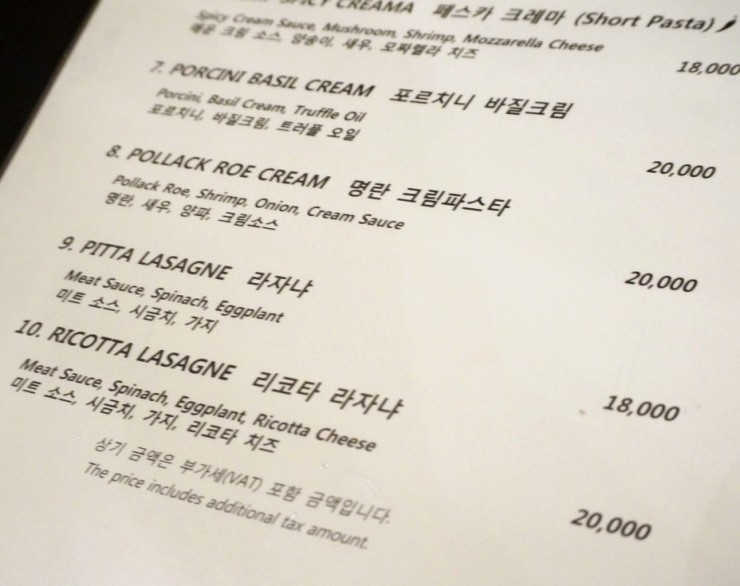 SPICY CREAMA 페스카 크레마 (Short Pasta)
Spicy Cream Sauce, Mushroom, Shrimp, Mozzarella Cheese
매운 크림 소스, 양송이, 새우, 모짜렐라 치즈
18,000
7. PORCINI BASIL CREAM 포르치니 바질크림
Porcini, Basil Cream, Truffle Oil
포르치니, 바질크림, 트러플 오일
20,000
8. POLLACK ROE CREAM 명란 크림파스타
Pollack Roe, Shrimp, Onion, Cream Sauce
명란, 새우, 양파, 크림소스
20,000
9. PITTA LASAGNE 라자냐
Meat Sauce, Spinach, Eggplant
미트 소스, 시금치, 가지
18,000
10. RICOTTA LASAGNE 리코타 라자냐
Meat Sauce, Spinach, Eggplant, Ricotta Cheese
미트 소스, 시금치, 가지, 리코타 치즈
20,000
상기 금액은 부가세(VAT) 포함 금액입니다.
The price includes additional tax amount.